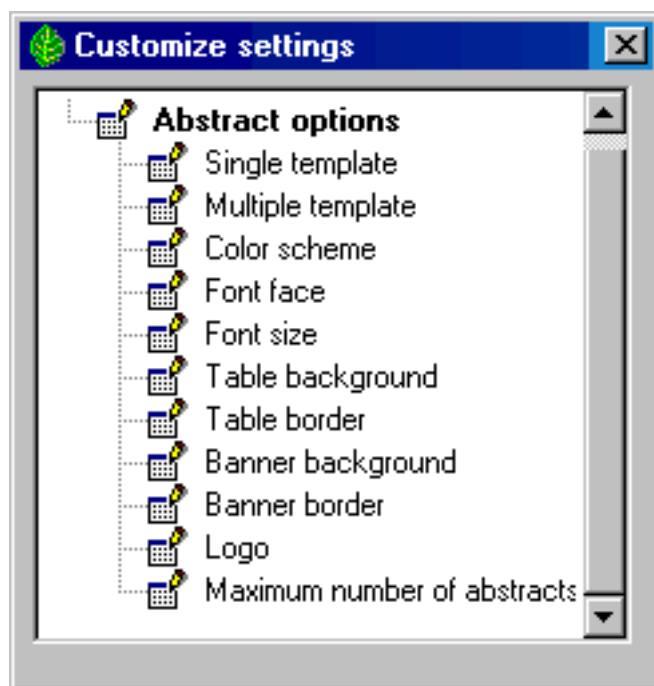 Customize settings
Abstract options
Single template
Multiple template
Color scheme
Font face
Font size
Table background
Table border
Banner background
Banner border
Logo
Maximum number of abstracts